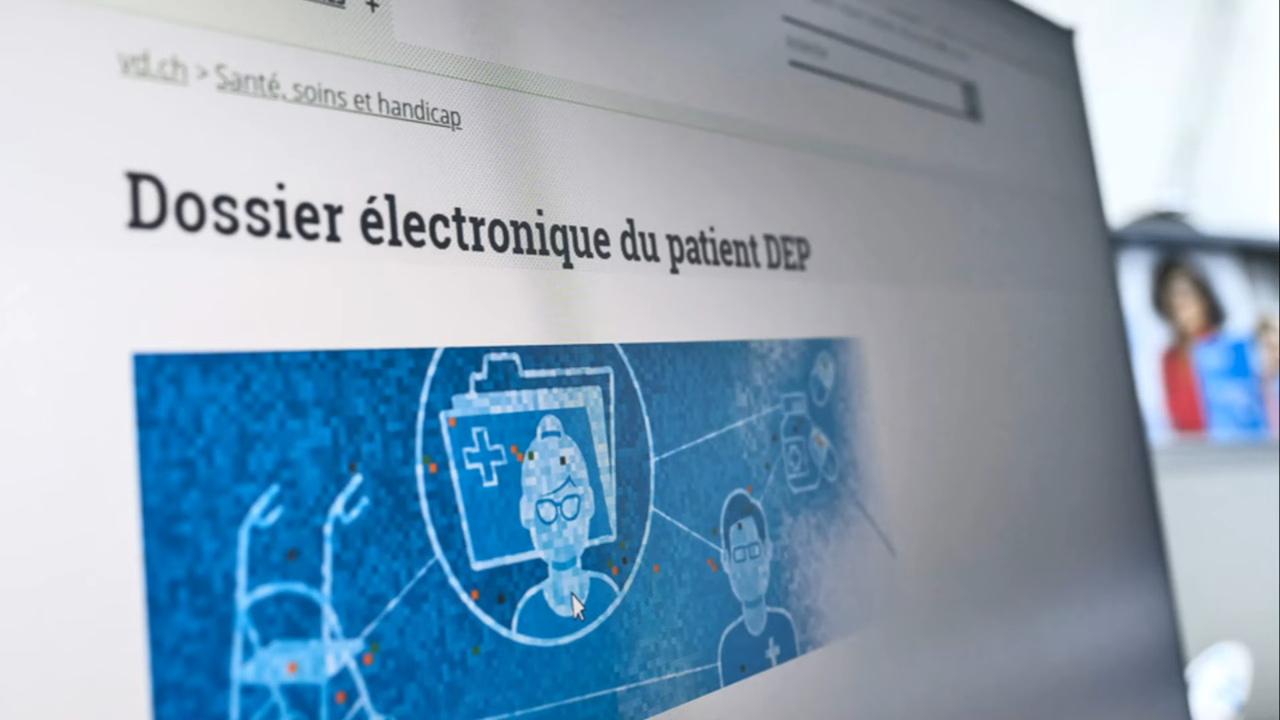 vd.ch > Santé, soins et handicap
Dossier électronique du patient DEP